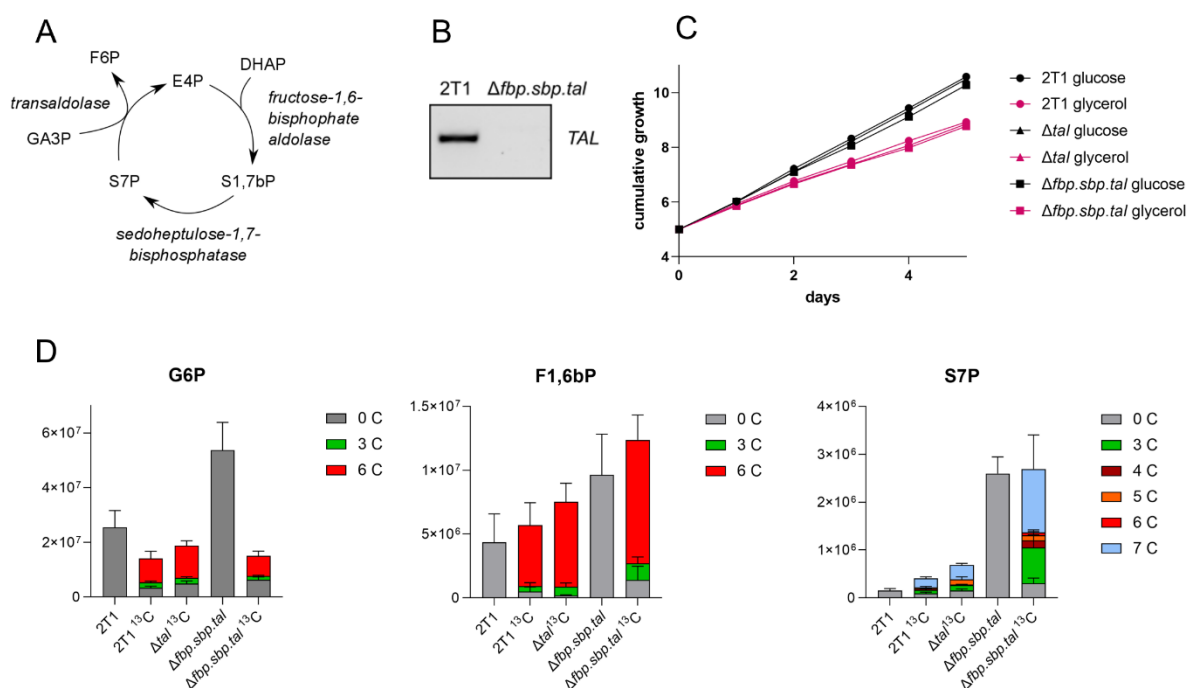 A
F6P
E4P
DHAP
transaldolase
fructose-1,6-
bisphophate
aldolase
GA3P
S7P
S1,7bP
sedoheptulose-1,7-
bisphosphatase
B
2T1 Δfbp.sbp.tal
TAL
C
cumulative growth
10
8
6
4
0 2 4
days
2T1 glucose
2T1 glycerol
Δtal glucose
Δtal glycerol
Δfbp.sbp.tal glucose
Δfbp.sbp.tal glycerol
D
G6P
6×10⁷
4×10⁷
2×10⁷
0
2T1
2T1 ¹³C
Δtal ¹³C
Δfbp.sbp.tal
Δfbp.sbp.tal ¹³C
0 C
3 C
6 C
F1,6bP
1.5×10⁷
1×10⁷
5×10⁶
0
2T1
2T1 ¹³C
Δtal ¹³C
Δfbp.sbp.tal
Δfbp.sbp.tal ¹³C
0 C
3 C
6 C
S7P
4×10⁶
3×10⁶
2×10⁶
1×10⁶
0
2T1
2T1 ¹³C
Δtal¹³C
Δfbp.sbp.tal
Δfbp.sbp.tal ¹³C
0 C
3 C
4 C
5 C
6 C
7 C